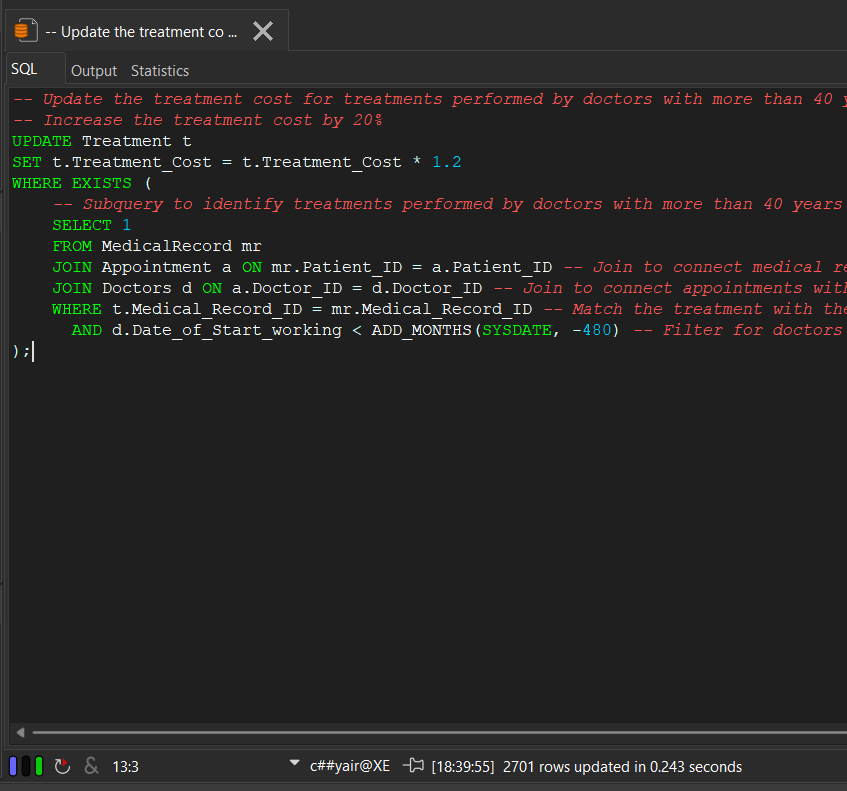 -- Update the treatment co ...
SQL
Output Statistics
-- Update the treatment cost for treatments performed by doctors with more than 40
-- Increase the treatment cost by 20%
UPDATE Treatment t
SET t.Treatment_Cost = t.Treatment_Cost * 1.2
WHERE EXISTS (
-- Subquery to identify treatments performed by doctors with more than 40 years
SELECT 1
FROM MedicalRecord mr
JOIN Appointment a ON mr.Patient_ID = a.Patient_ID -- Join to connect medical re
JOIN Doctors d ON a.Doctor_ID = d.Doctor_ID -- Join to connect appointments with
WHERE t.Medical_Record_ID = mr.Medical_Record_ID -- Match the treatment with the
AND d.Date_of_Start_working < ADD_MONTHS(SYSDATE, -480) -- Filter for doctors
);
& 13:3 c##yair@XE [18:39:55] 2701 rows updated in 0.243 seconds